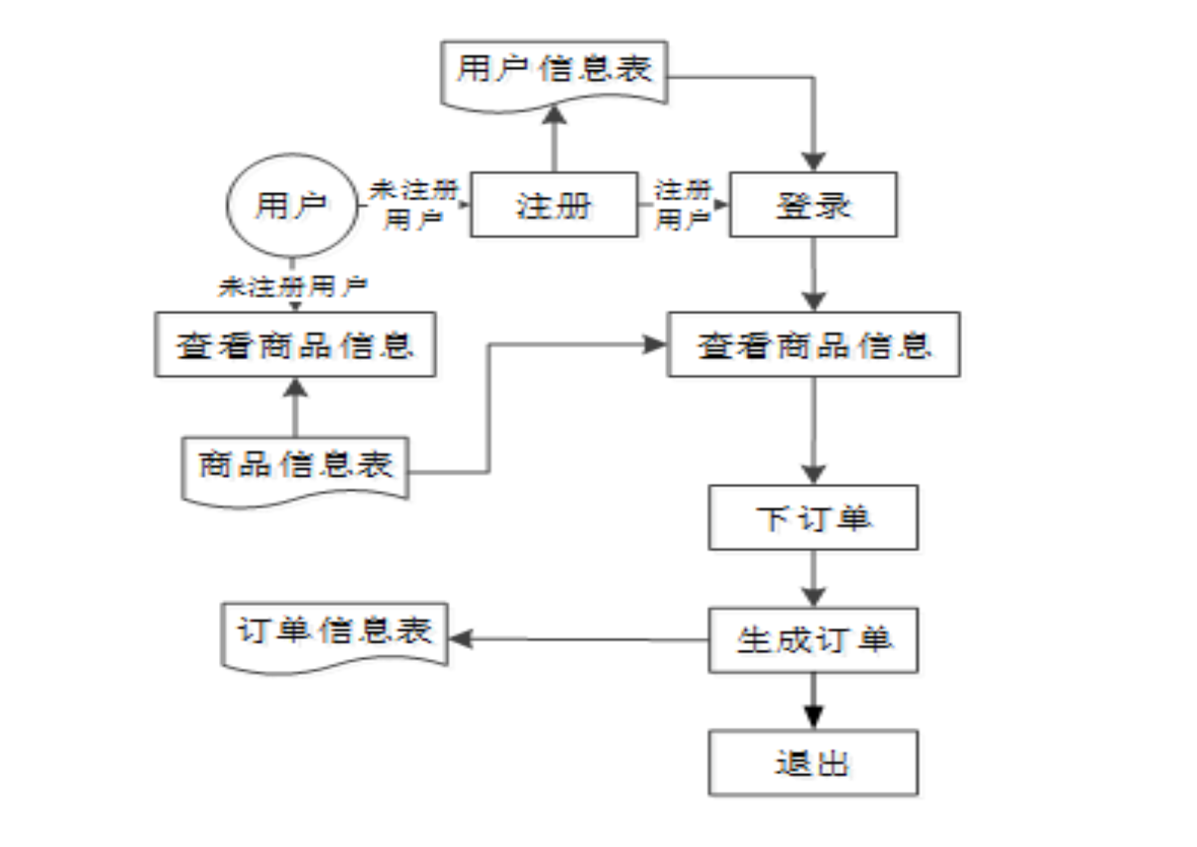 用户信息表
用户
未注册
用户
注册
注册
用户
登录
未注册用户
查看商品信息
查看商品信息
商品信息表
下订单
订单信息表
生成订单
退出